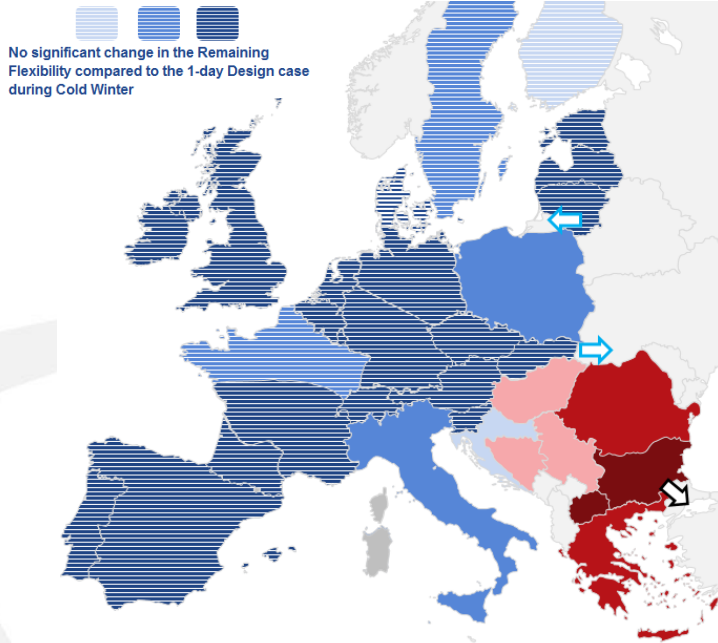 No significant change in the Remaining
Flexibility compared to the 1-day Design case
during Cold Winter